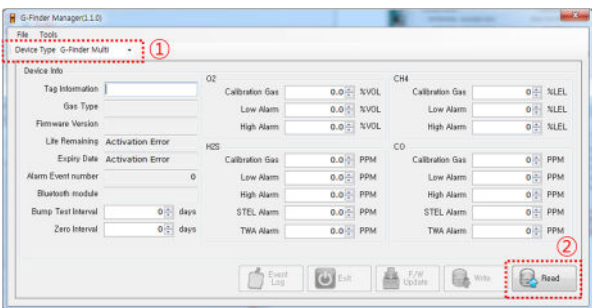 G-Finder Manager(1.1.0)
File Tools
Device Type G-Finder Multi ①
Device Info
Tag Information
Gas Type
Firmware Version
Life Remaining Activation Error
Expiry Date Activation Error
Alarm Event number 0
Bluetooth module
Bump Test Interval 0 days
Zero Interval 0 days
O2
Calibration Gas 0.0 %VOL
Low Alarm 0.0 %VOL
High Alarm 0.0 %VOL
H2S
Calibration Gas 0.0 PPM
Low Alarm 0.0 PPM
High Alarm 0.0 PPM
STEL Alarm 0.0 PPM
TWA Alarm 0.0 PPM
CH4
Calibration Gas 0 %LEL
Low Alarm 0 %LEL
High Alarm 0 %LEL
CO
Calibration Gas 0 PPM
Low Alarm 0 PPM
High Alarm 0 PPM
STEL Alarm 0 PPM
TWA Alarm 0 PPM
②
Event
Log
Exit
F/W
Update
Write
Read